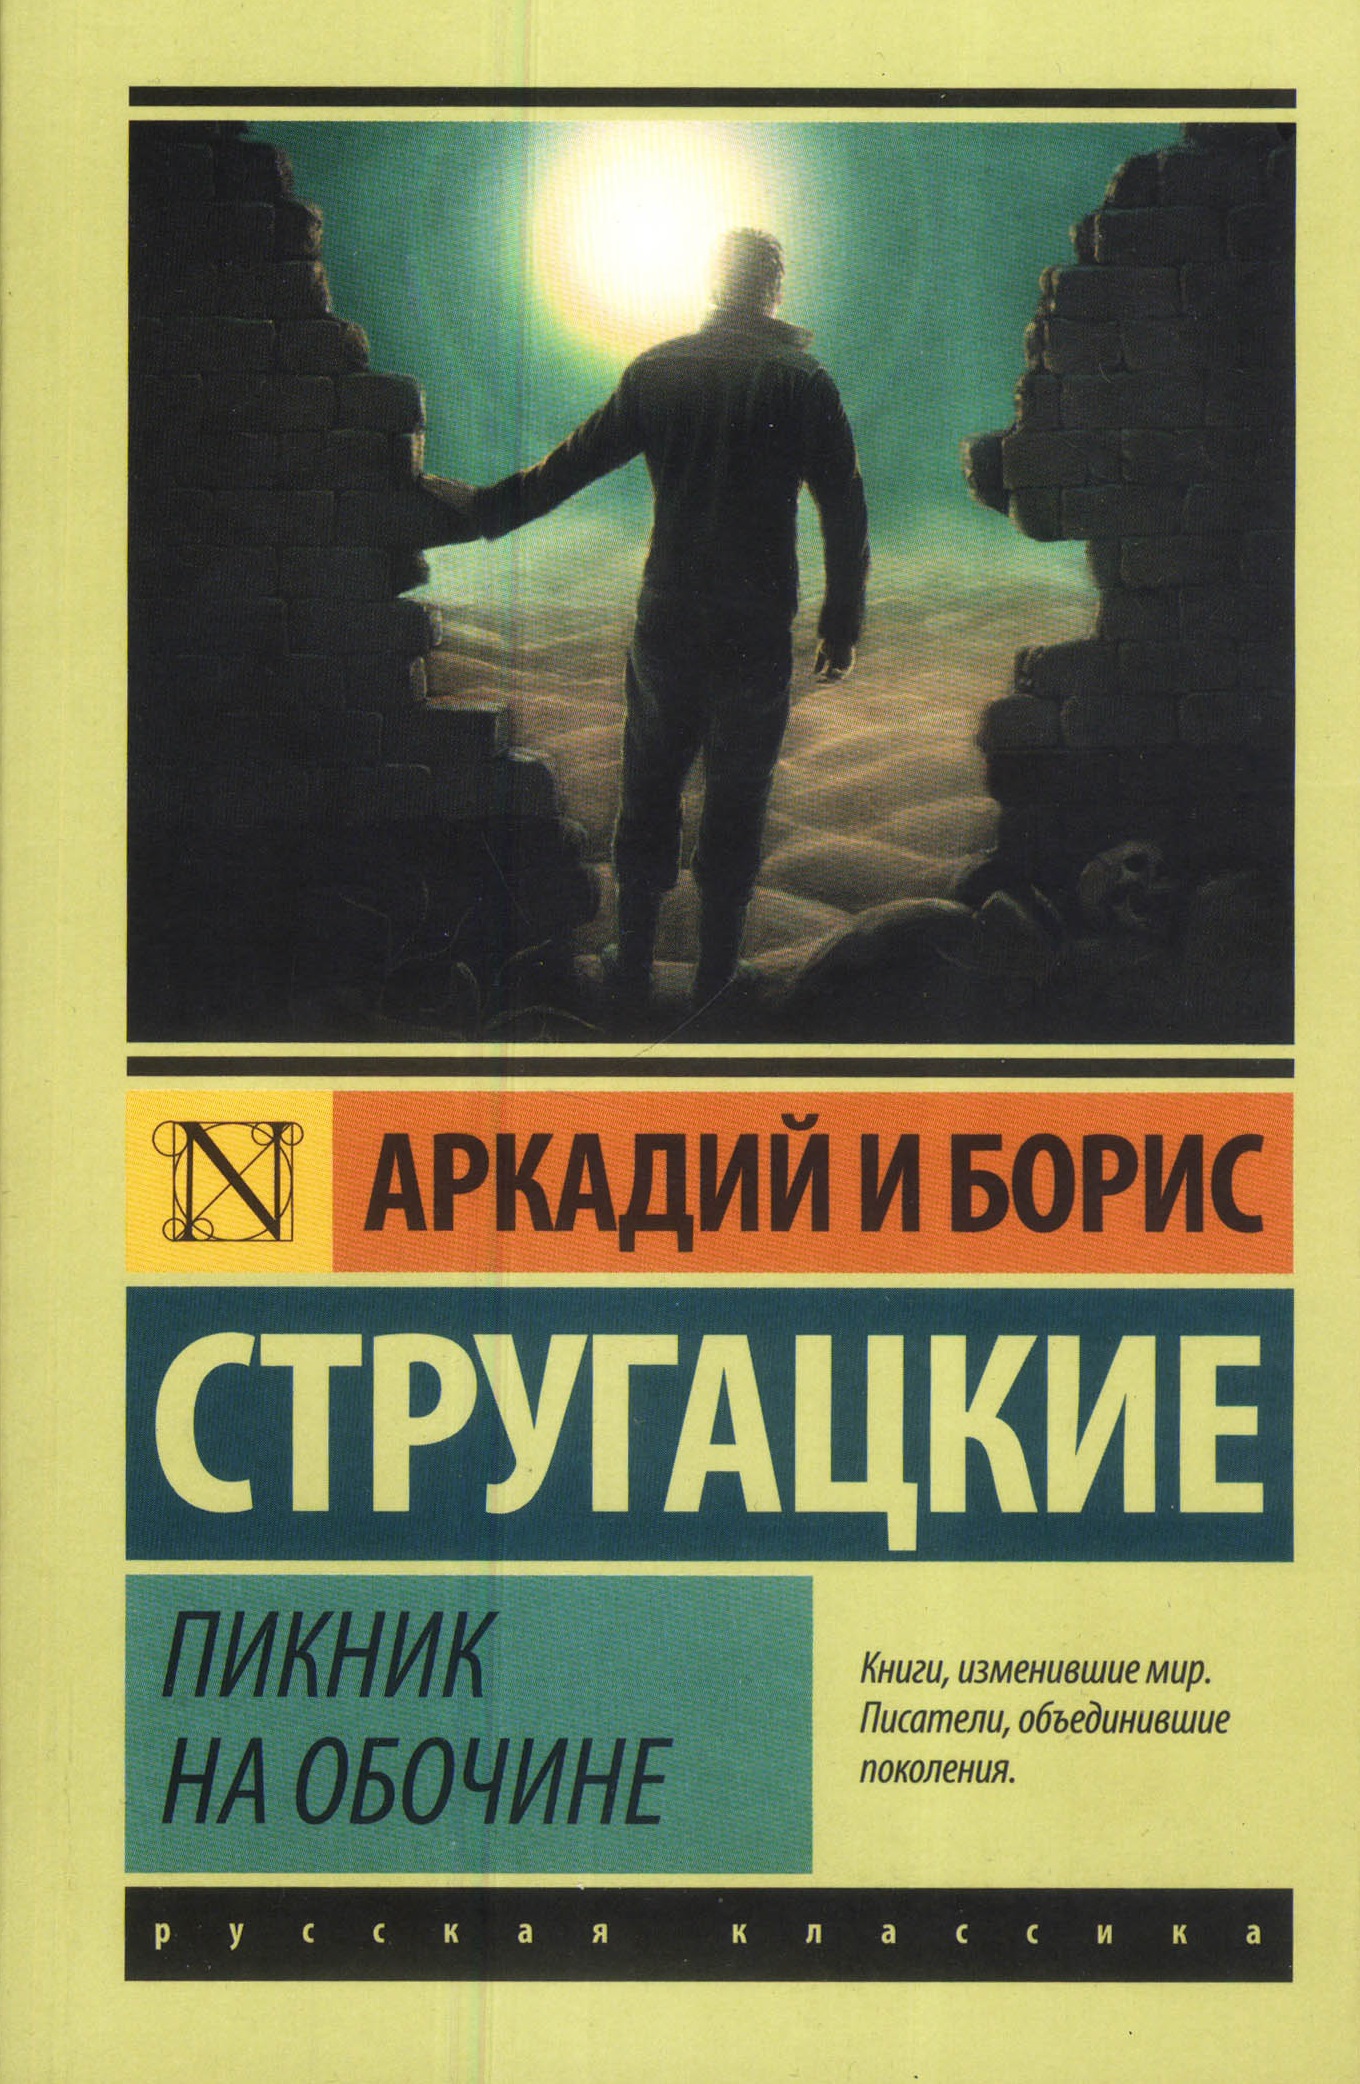 N
АРКАДИЙ И БОРИС
СТРУГАЦКИЕ
ПИКНИК
НА ОБОЧИНЕ
Книги, изменившие мир.
Писатели, объединившие
поколения.
русская классика